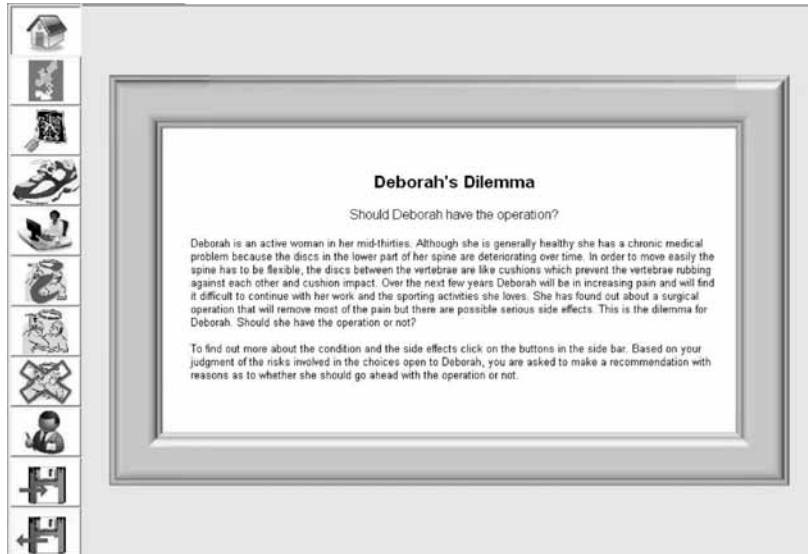 Deborah's Dilemma
Should Deborah have the operation?
Deborah is an active woman in her mid-thirties. Although she is generally healthy she has a chronic medical
problem because the discs in the lower part of her spine are deteriorating over time. In order to move easily the
spine has to be flexible, the discs between the vertebrae are like cushions which prevent the vertebrae rubbing
against each other and cushion impact. Over the next few years Deborah will be in increasing pain and will find
it difficult to continue with her work and the sporting activities she loves. She has found out about a surgical
operation that will remove most of the pain but there are possible serious side effects. This is the dilemma for
Deborah. Should she have the operation or not?
To find out more about the condition and the side effects click on the buttons in the side bar. Based on your
judgment of the risks involved in the choices open to Deborah, you are asked to make a recommendation with
reasons as to whether she should go ahead with the operation or not.